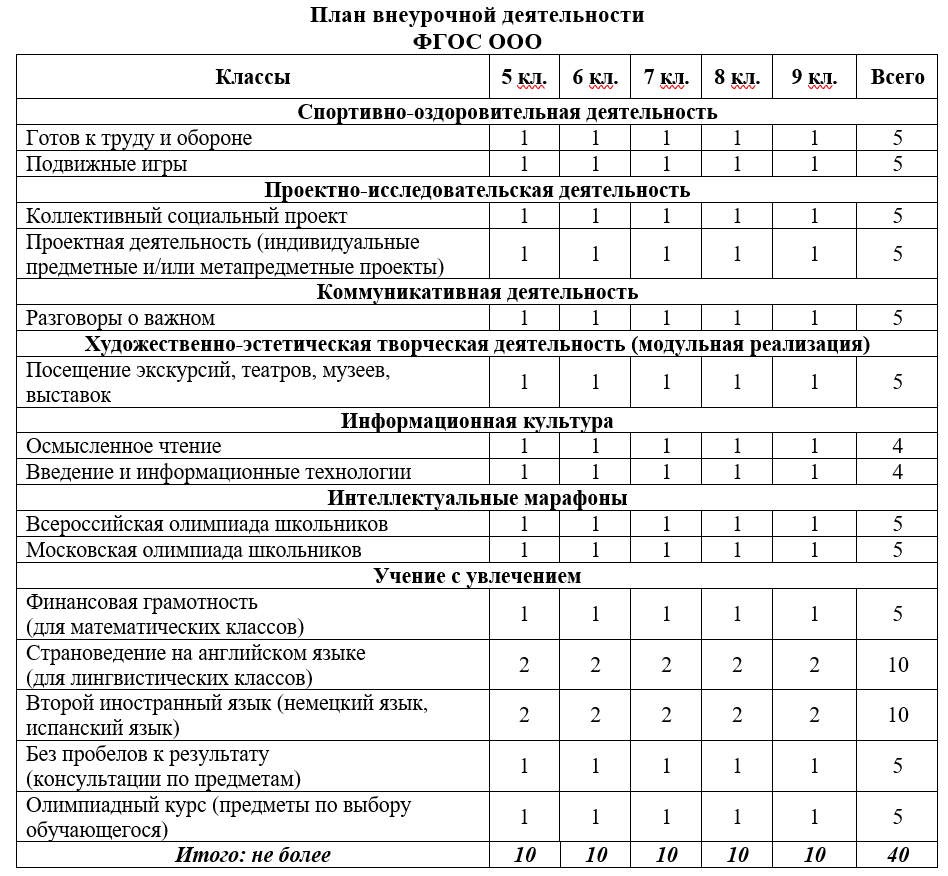 План внеурочной деятельности
ФГОС ООО
Классы 5 кл. 6 кл. 7 кл. 8 кл. 9 кл. Всего
Спортивно-оздоровительная деятельность
Готов к труду и обороне 1 1 1 1 1 5
Подвижные игры 1 1 1 1 1 5
Проектно-исследовательская деятельность
Коллективный социальный проект 1 1 1 1 1 5
Проектная деятельность (индивидуальные
предметные и/или метапредметные проекты) 1 1 1 1 1 5
Коммуникативная деятельность
Разговоры о важном 1 1 1 1 1 5
Художественно-эстетическая творческая деятельность (модульная реализация)
Посещение экскурсий, театров, музеев,
выставок 1 1 1 1 1 5
Информационная культура
Осмысленное чтение 1 1 1 1 1 4
Введение и информационные технологии 1 1 1 1 1 4
Интеллектуальные марафоны
Всероссийская олимпиада школьников 1 1 1 1 1 5
Московская олимпиада школьников 1 1 1 1 1 5
Учение с увлечением
Финансовая грамотность
(для математических классов) 1 1 1 1 1 5
Страноведение на английском языке
(для лингвистических классов) 2 2 2 2 2 10
Второй иностранный язык (немецкий язык,
испанский язык) 2 2 2 2 2 10
Без пробелов к результату
(консультации по предметам) 1 1 1 1 1 5
Олимпиадный курс (предметы по выбору
обучающегося) 1 1 1 1 1 5
Итого: не более 10 10 10 10 10 40